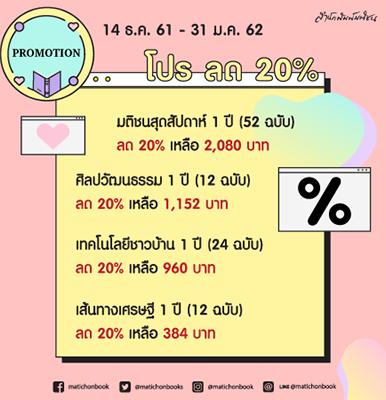 สำนักพิมพ์มติชน
14 ธ.ค. 61 - 31 ม.ค. 62
PROMOTION
โปร ลด 20%
มติชนสุดสัปดาห์ 1 ปี (52 ฉบับ)
ลด 20% เหลือ 2,080 บาท
ศิลปวัฒนธรรม 1 ปี (12 ฉบับ)
ลด 20% เหลือ 1,152 บาท
%
เทคโนโลยีชาวบ้าน 1 ปี (24 ฉบับ)
ลด 20% เหลือ 960 บาท
เส้นทางเศรษฐี 1 ปี (12 ฉบับ)
ลด 20% เหลือ 384 บาท
matichonbook @matichonbooks @matichonbook LINE @matichonbook